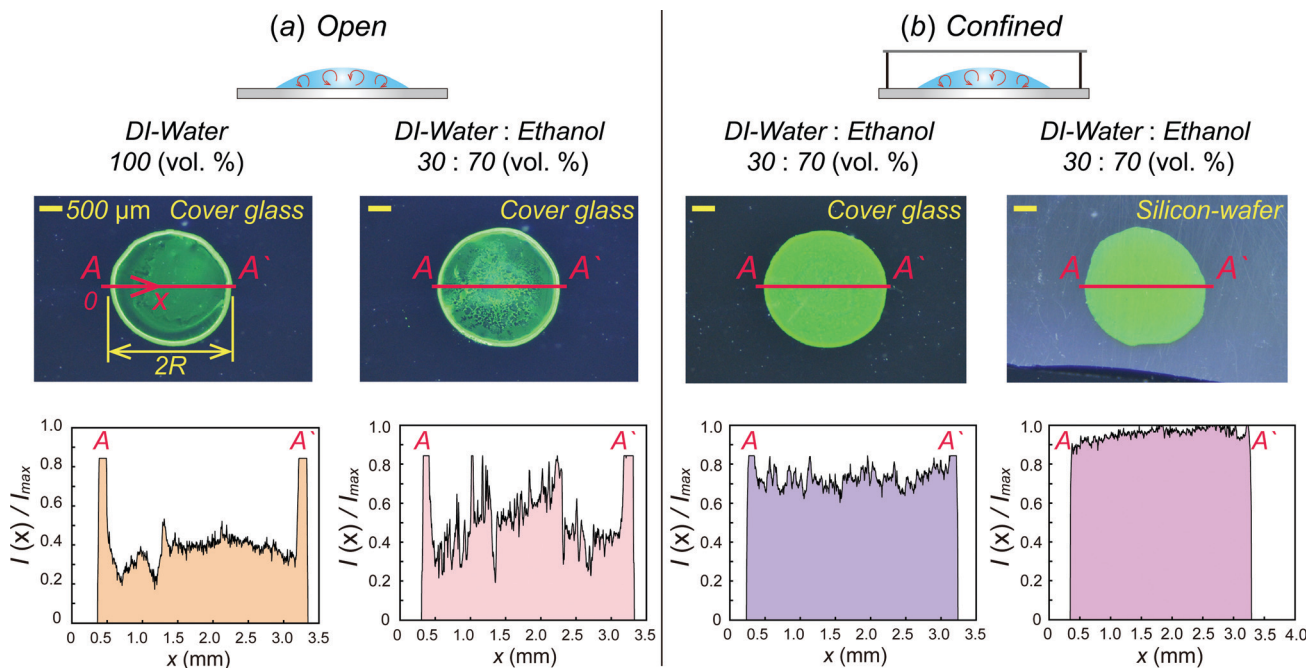 (a) Open
(b) Confined
DI-Water
100 (vol. %)
DI-Water : Ethanol
30 : 70 (vol. %)
DI-Water : Ethanol
30 : 70 (vol. %)
DI-Water : Ethanol
30 : 70 (vol. %)
500 µm Cover glass
A A`
0 x
2R
Cover glass
A A`
Cover glass
A A`
Silicon-wafer
A A`
I (x) / Imax
1.0
0.8
0.6
0.4
0.2
0
A A`
0 0.5 1.0 1.5 2.0 2.5 3.0 3.5
x (mm)
I (x) / Imax
1.0
0.8
0.6
0.4
0.2
0
A A`
0 0.5 1.0 1.5 2.0 2.5 3.0 3.5
x (mm)
I (x) / Imax
1.0
0.8
0.6
0.4
0.2
0
A A`
0 0.5 1.0 1.5 2.0 2.5 3.0 3.5
x (mm)
I (x) / Imax
1.0
0.8
0.6
0.4
0.2
0
A A`
0 0.5 1.0 1.5 2.0 2.5 3.0 3.5 4.0
x (mm)